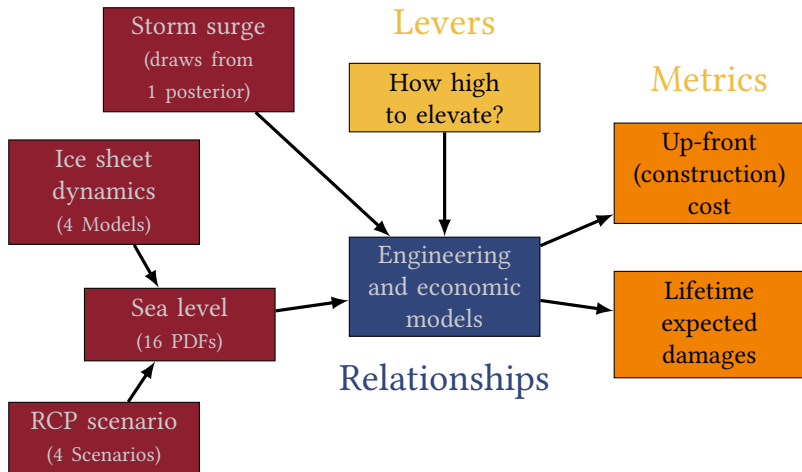 Storm surge
(draws from
1 posterior)
Levers
How high
to elevate?
Metrics
Up-front
(construction)
cost
Ice sheet
dynamics
(4 Models)
Engineering
and economic
models
Lifetime
expected
damages
Sea level
(16 PDFs)
Relationships
RCP scenario
(4 Scenarios)